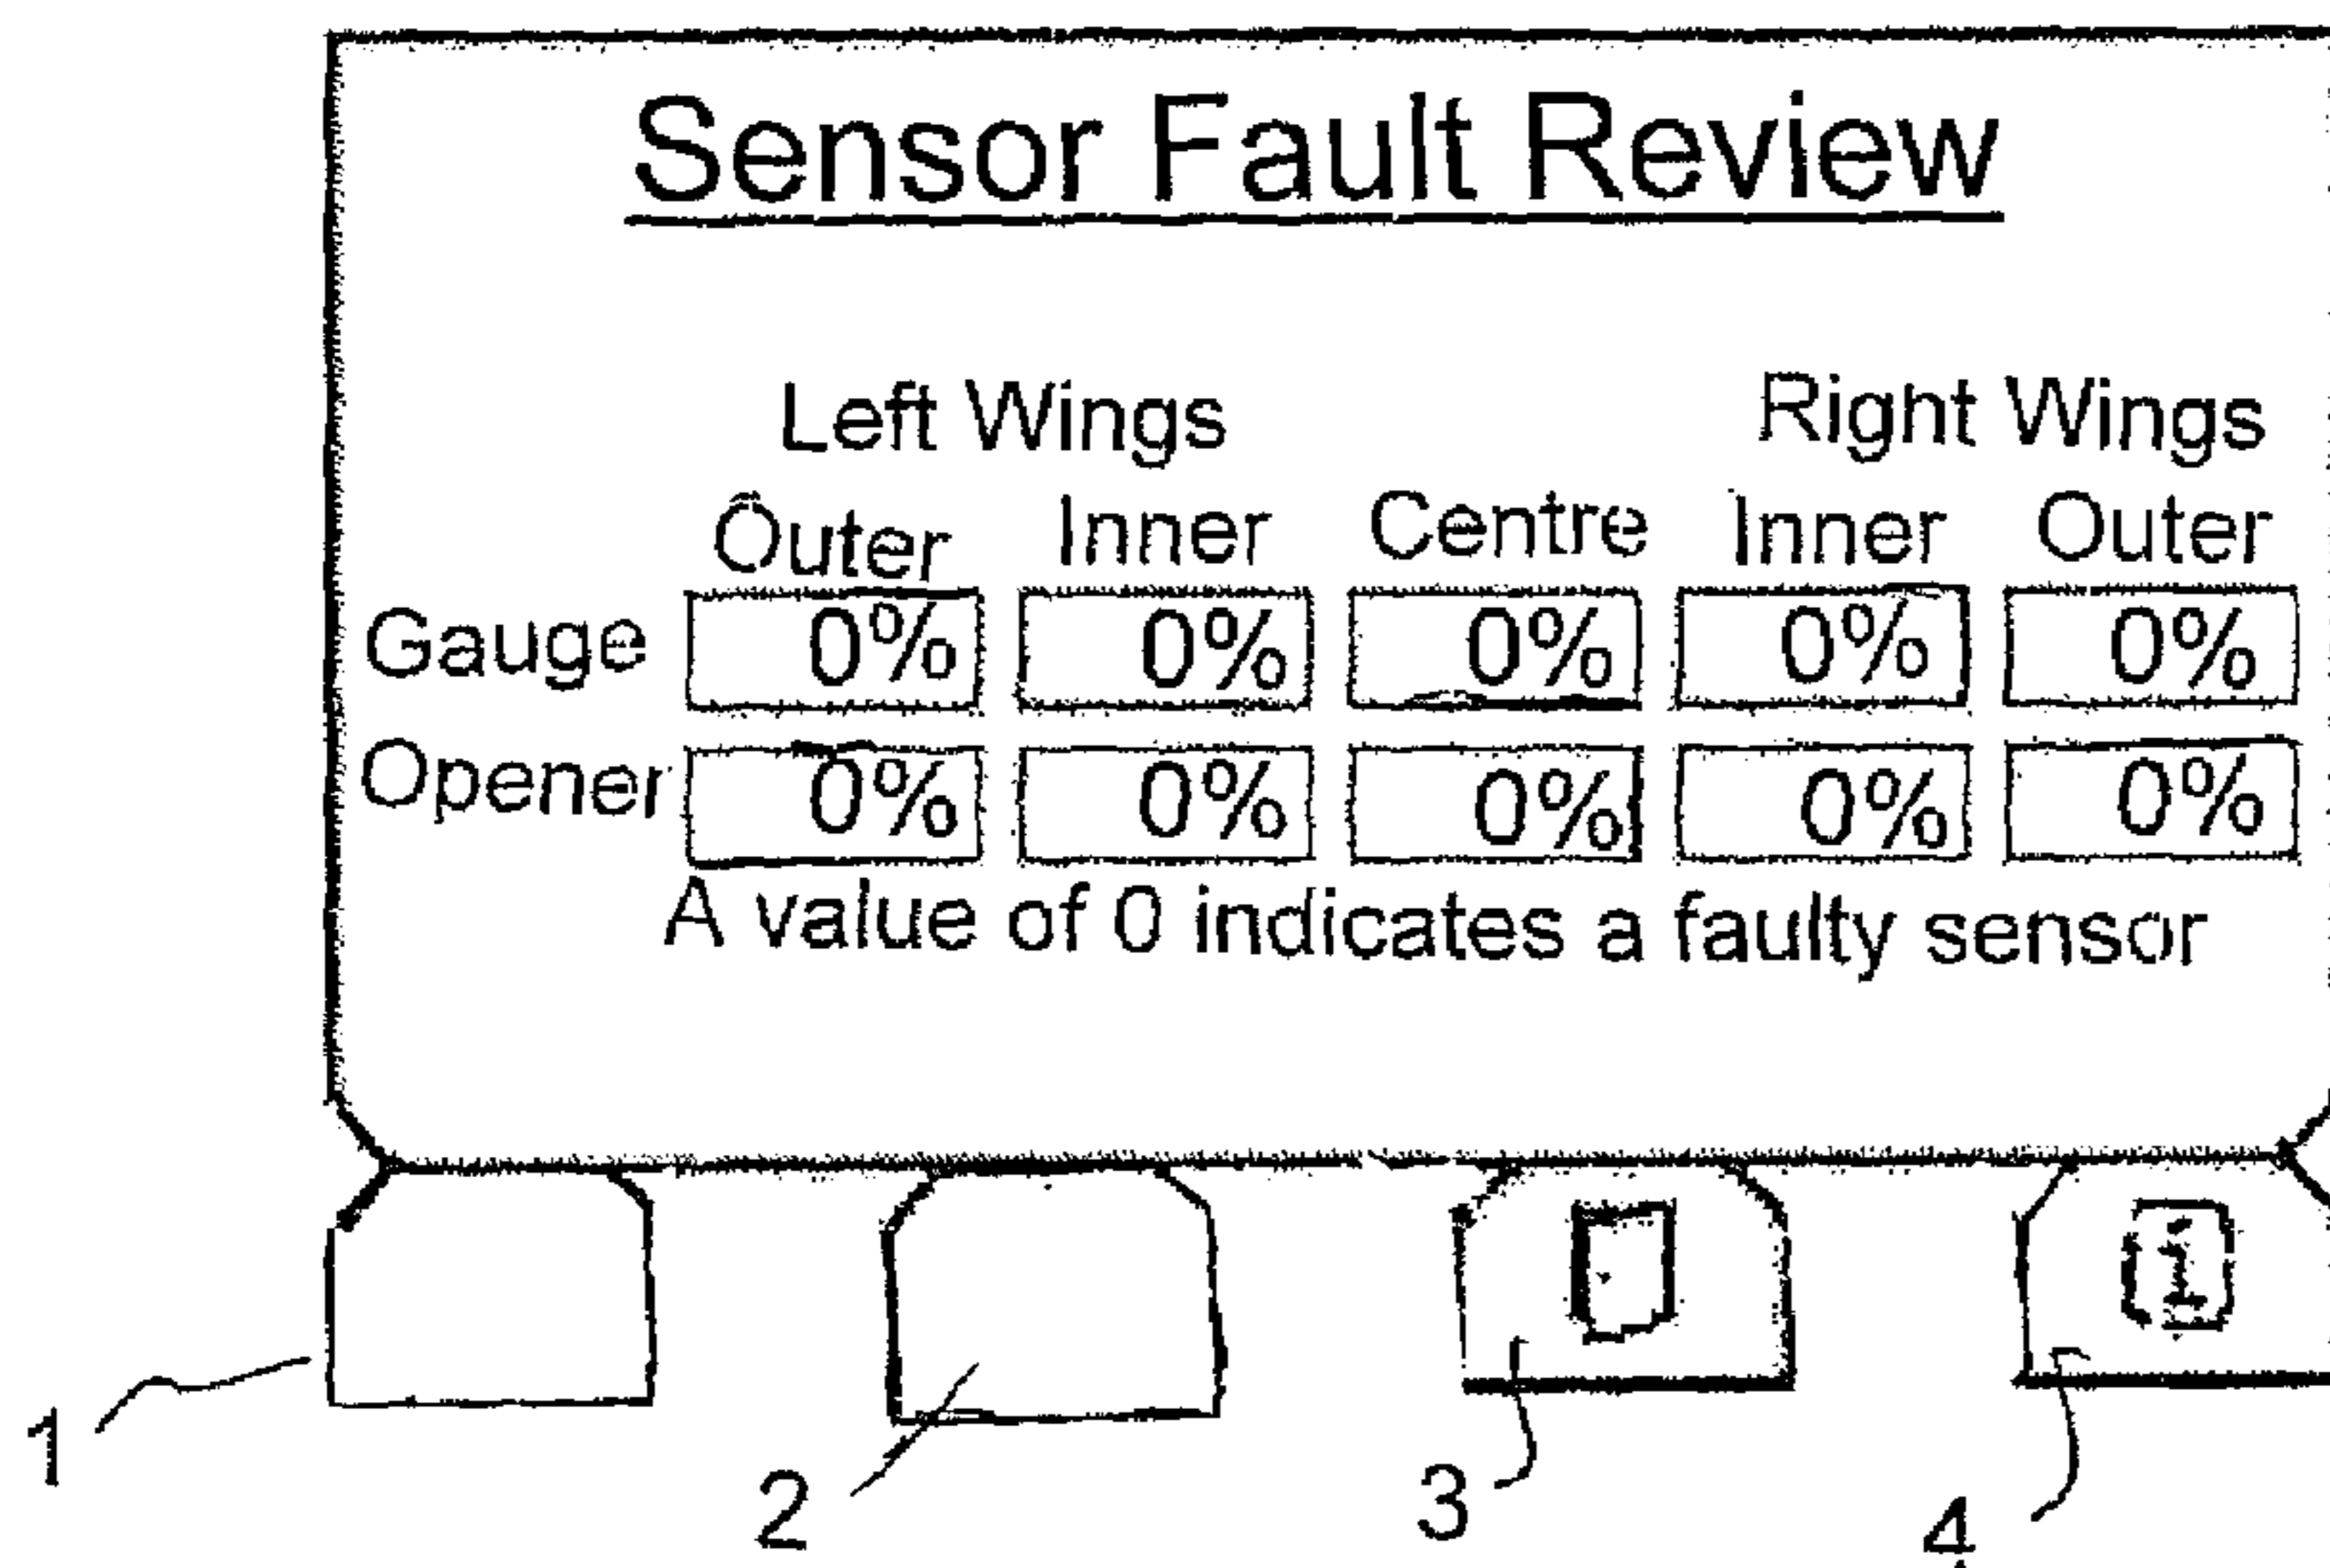 Sensor Fault Review
Left Wings Right Wings
Outer Inner Centre Inner Outer
Gauge 0% 0% 0% 0% 0%
Opener 0% 0% 0% 0% 0%
A value of 0 indicates a faulty sensor
i
1 2 3 4